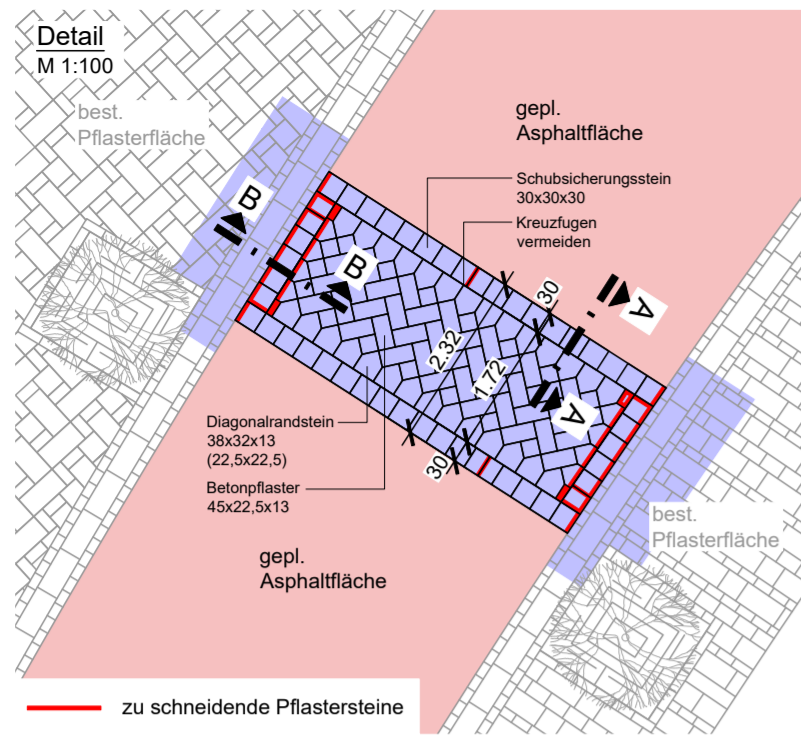 Detail
M 1:100
best.
Pflasterfläche
gepl.
Asphaltfläche
Schubsicherungsstein
30x30x30
Kreuzfugen
vermeiden
B
B
30
A
2.32
1.72
A
Diagonalrandstein
38x32x13
(22,5x22,5)
30
Betonpflaster
45x22,5x13
best.
Pflasterfläche
gepl.
Asphaltfläche
zu schneidende Pflastersteine